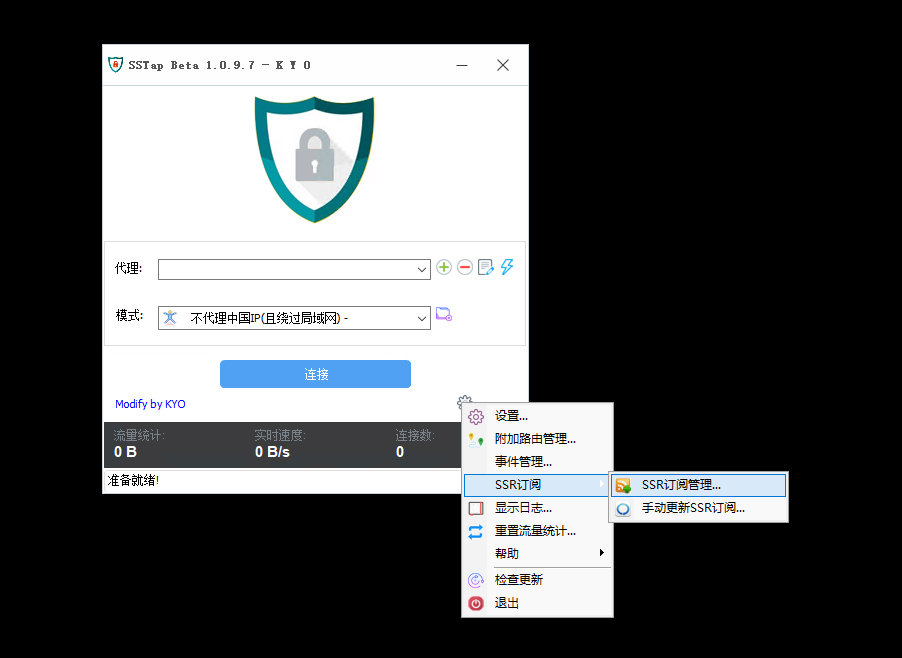 SSTap Beta 1.0.9.7 - K Y O
代理:
模式:
不代理中国IP(且绕过局域网) -
连接
Modify by KYO
流量统计: 实时速度: 连接数:
0 B 0 B/s 0
准备就绪!
设置...
附加路由管理...
事件管理...
SSR订阅
显示日志...
重置流量统计...
帮助
检查更新
退出
SSR订阅管理...
手动更新SSR订阅...